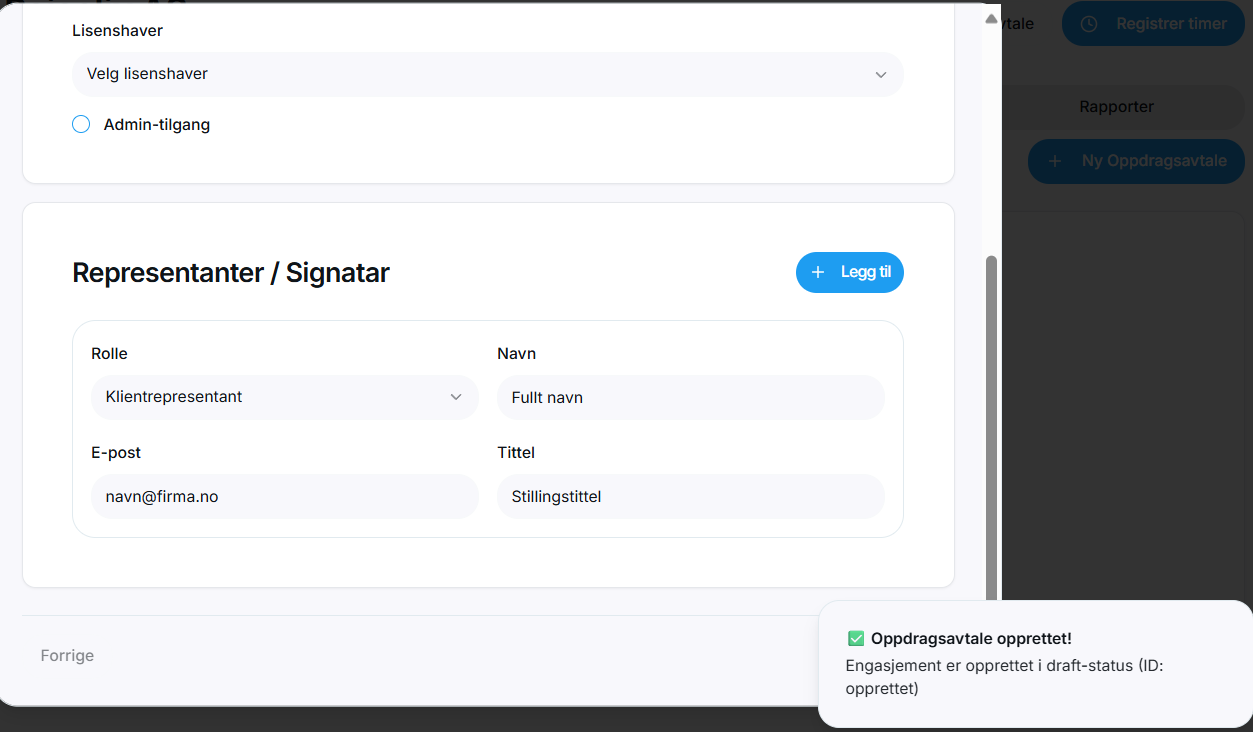 Lisenshaver
vtale
Registrer timer
Velg lisenshaver
Rapporter
Admin-tilgang
+ Ny Oppdragsavtale
Representanter / Signatar
+ Legg til
Rolle
Navn
Klientrepresentant
Fullt navn
E-post
Tittel
navn@firma.no
Stillingstittel
✅ Oppdragsavtale opprettet!
Engasjement er opprettet i draft-status (ID:
opprettet)
Forrige